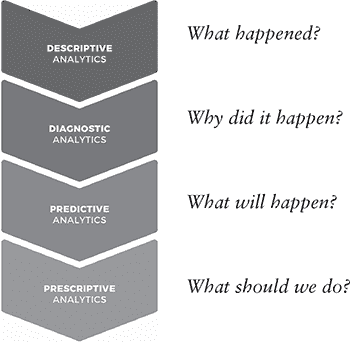 DESCRIPTIVE
ANALYTICS
What happened?
DIAGNOSTIC
ANALYTICS
Why did it happen?
PREDICTIVE
ANALYTICS
What will happen?
PRESCRIPTIVE
ANALYTICS
What should we do?